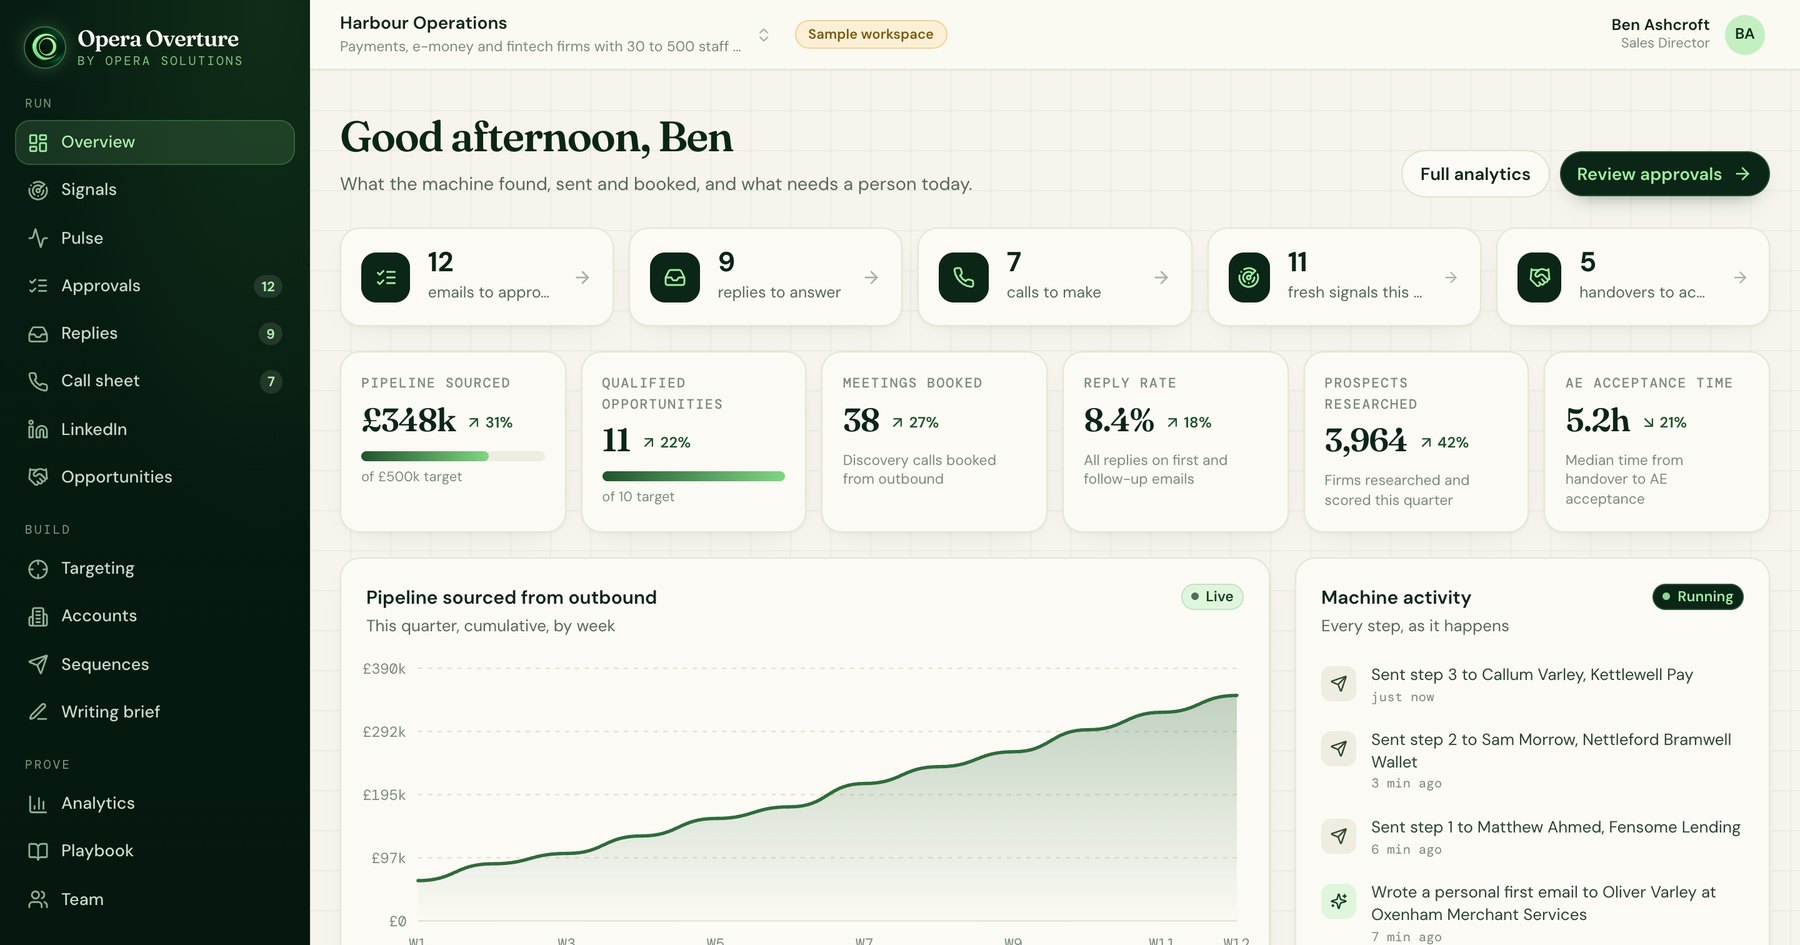 Opera Overture
BY OPERA SOLUTIONS
RUN
Overview
Signals
Pulse
Approvals 12
Replies 9
Call sheet 7
LinkedIn
Opportunities
BUILD
Targeting
Accounts
Sequences
Writing brief
PROVE
Analytics
Playbook
Team
Harbour Operations
Payments, e-money and fintech firms with 30 to 500 staff ...
Sample workspace
Ben Ashcroft
Sales Director
BA
Good afternoon, Ben
What the machine found, sent and booked, and what needs a person today.
Full analytics
Review approvals
12
emails to appro...
9
replies to answer
7
calls to make
11
fresh signals this ...
5
handovers to ac...
PIPELINE SOURCED
£348k 31%
of £500k target
QUALIFIED
OPPORTUNITIES
11 22%
of 10 target
MEETINGS BOOKED
38 27%
Discovery calls booked
from outbound
REPLY RATE
8.4% 18%
All replies on first and
follow-up emails
PROSPECTS
RESEARCHED
3,964 42%
Firms researched and
scored this quarter
AE ACCEPTANCE TIME
5.2h 21%
Median time from
handover to AE
acceptance
Pipeline sourced from outbound
Live
This quarter, cumulative, by week
£390k
£292k
£195k
£97k
£0
W1 W3 W5 W7 W9 W11 W12
Machine activity
Running
Every step, as it happens
Sent step 3 to Callum Varley, Kettlewell Pay
just now
Sent step 2 to Sam Morrow, Nettleford Bramwell
Wallet
3 min ago
Sent step 1 to Matthew Ahmed, Fensome Lending
6 min ago
Wrote a personal first email to Oliver Varley at
Oxenham Merchant Services
7 min ago